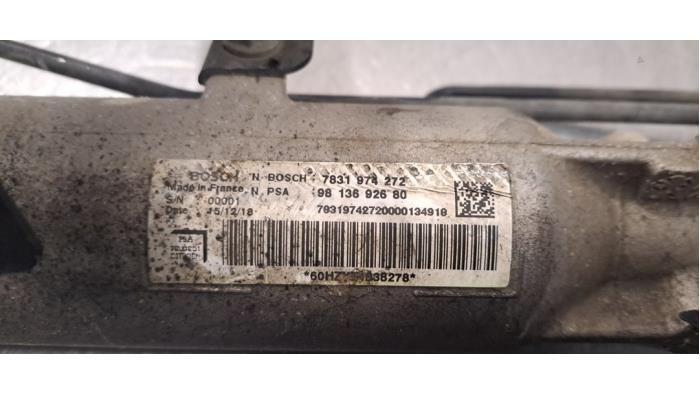 BOSCH N BOSCH 7831 974 272
Made in France N PSA 98 136 926 80
S/N 00001 78319742720000134918
Date 15/12/18
PSA
PEUGEOT
CITROEN